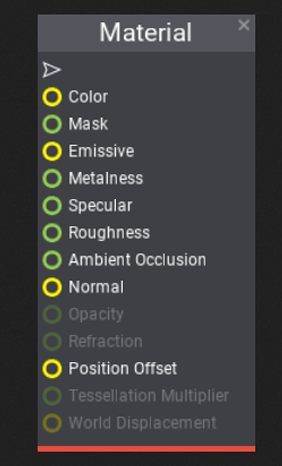 Material
Color
Mask
Emissive
Metalness
Specular
Roughness
Ambient Occlusion
Normal
Opacity
Refraction
Position Offset
Tessellation Multiplier
World Displacement